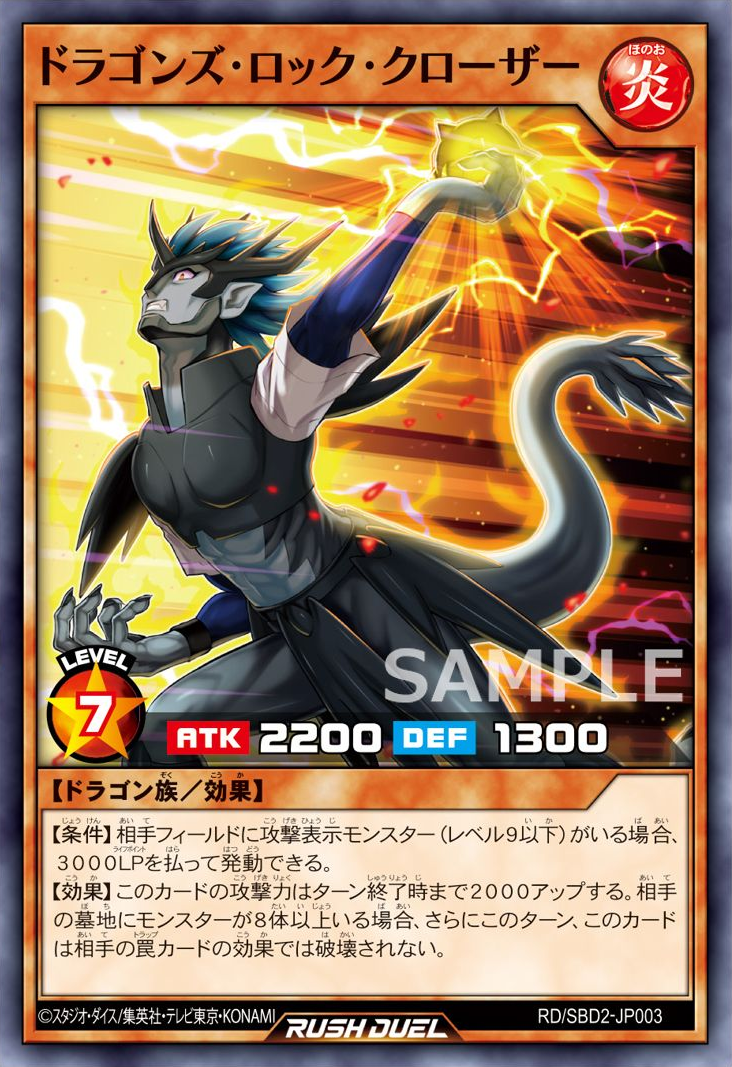 ドラゴンズ・ロック・クローザー
ほのお
炎
SAMPLE
LEVEL
7
ATK 2200 DEF 1300
【ドラゴン族／効果】
【条件】相手フィールドに攻撃表示モンスター（レベル9以下）がいる場合、
3000LPを払って発動できる。
【効果】このカードの攻撃力はターン終了時まで2000アップする。相手
の墓地にモンスターが8体以上いる場合、さらにこのターン、このカード
は相手の罠カードの効果では破壊されない。
©スタジオ・ダイス/集英社・テレビ東京・KONAMI
RUSH DUEL
RD/SBD2-JP003